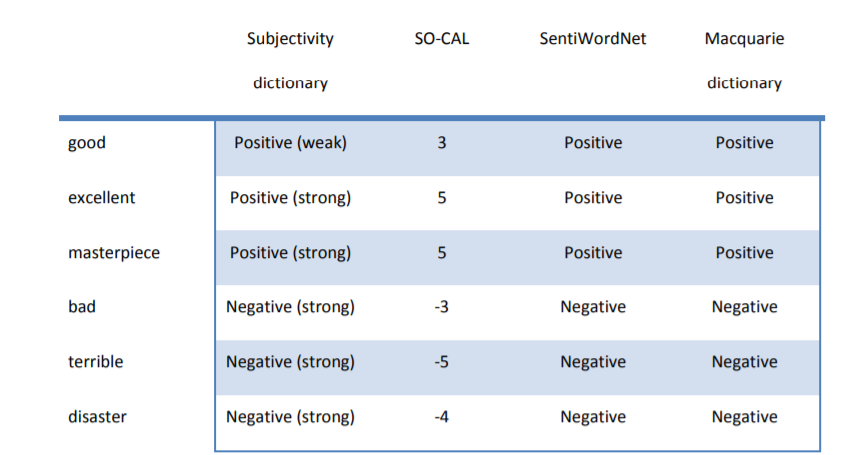 Subjectivity SO-CAL SentiWordNet Macquarie
dictionary dictionary
good Positive (weak) 3 Positive Positive
excellent Positive (strong) 5 Positive Positive
masterpiece Positive (strong) 5 Positive Positive
bad Negative (strong) -3 Negative Negative
terrible Negative (strong) -5 Negative Negative
disaster Negative (strong) -4 Negative Negative